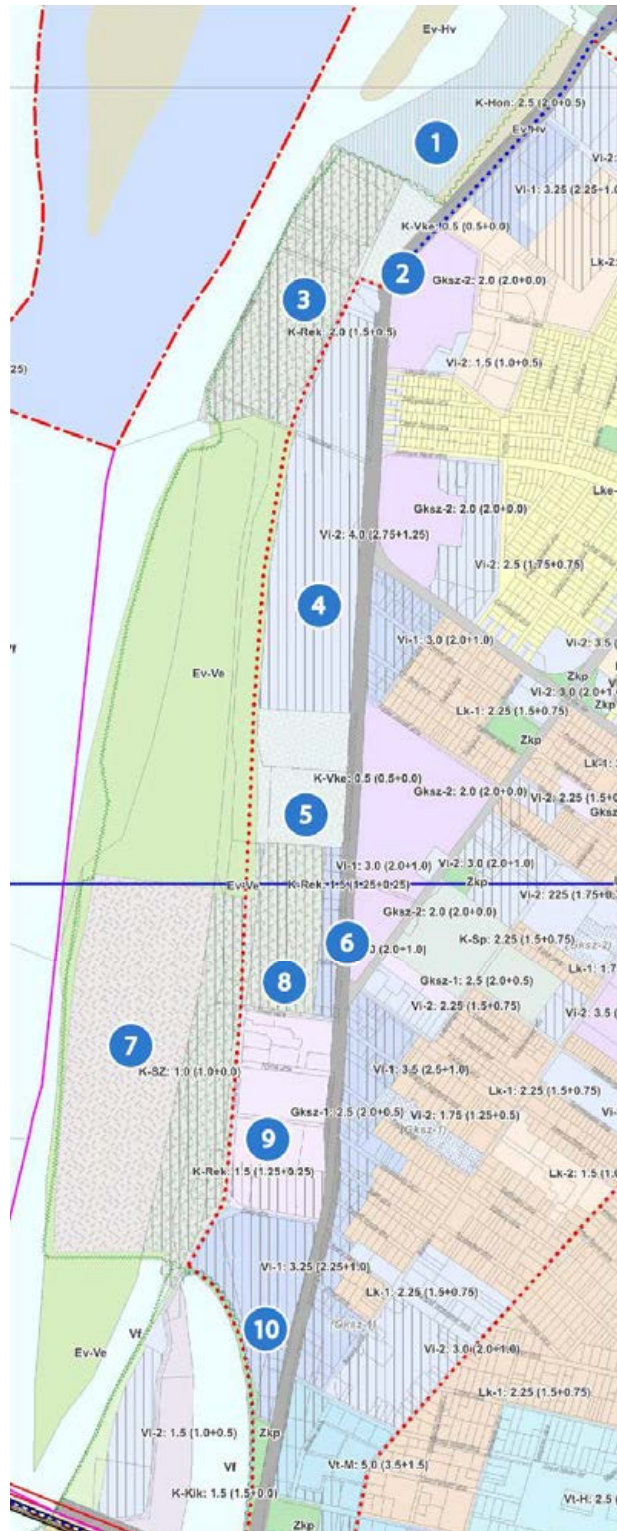 Ev-Hv
K-Hon: 2.5 (2.0+0.5)
Ev-Hv
1
Vi-2:
Vi-1: 3.25 (2.25+1.0
K-Vke: 0.5 (0.5+0.0)
Lk-2:
2
Gksz-2: 2.0 (2.0+0.0)
3
K-Rek: 2.0 (1.5+0.5)
25)
Vi-2: 1.5 (1.0+0.5)
Lke-
Gksz-2: 2.0 (2.0+0.0)
Vi-2: 4.0 (2.75+1.25)
Vi-2: 2.5 (1.75+0.75)
4
Vi-1: 3.0 (2.0+1.0)
Vi-2: 3.5 (
Ev-Ve
Zkp
Vi-2: 3.0 (2.0+1
Zkp
Lk-1: 2.25 (1.5+0.75)
Zkp
Lk-1:
K-Vke: 0.5 (0.5+0.0)
Gksz-2: 2.0 (2.0+0.0)
Vi-2: 2.25 (1.5+0
Gksz
5
Vi-1: 3.0 (2.0+1.0)
Vi-2: 3.0 (2.0+1.0)
Ev-Ve
K-Rek: 1.5 (1.25+0.25)
Zkp
Vi-2: 225 (1.75+0.
Gksz-2: 2.0 (2.0+0.0)
6
0 (2.0+1.0)
K-Sp: 2.25 (1.5+0.75)
(Gksz-2)
Lk-1: 1.7
8
Gksz-1: 2.5 (2.0+0.5)
Vi-2: 2.25 (1.5+0.75)
Vi-2: 3.5 (
7
K-SZ: 1.0 (1.0+0.0)
Vi-1: 3.5 (2.5+1.0)
Lk-1: 2.25 (1.5+0.75)
Gksz-1: 2.5 (2.0+0.5)
Vi-2: 1.75 (1.25+0.5)
(Gksz-1)
9
K-Rek: 1.5 (1.25+0.25)
Lk-2: 1.5 (1.0
Vi-1: 3.25 (2.25+1.0)
Lk-1: 2.25 (1.5+0.75)
10
(Gksz-1)
Vf
Ev-Ve
Vi-2: 3.0 (2.0+1.0)
Lk-1: 2.25 (1.5+0.75)
Vi-2: 1.5 (1.0+0.5)
Zkp
Vf
Vt-M: 5.0 (3.5+1.5)
K-Kik: 1.5 (1.5+0.0)
Vt-H: 2.5 (
Zkp